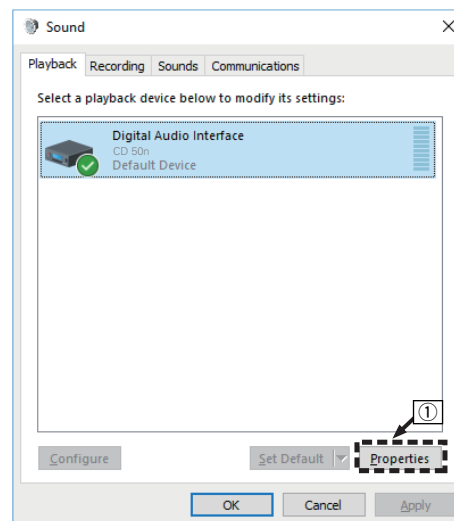 Sound
Playback Recording Sounds Communications
Select a playback device below to modify its settings:
Digital Audio Interface
CD 50n
Default Device
①
Configure Set Default Properties
OK Cancel Apply